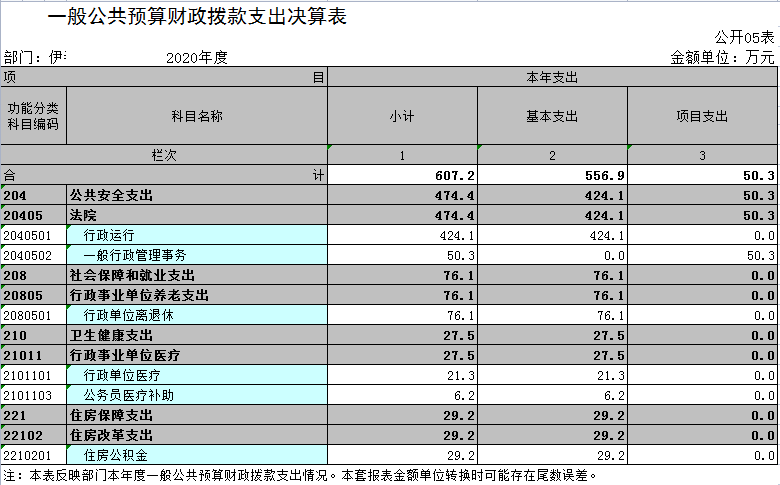 一般公共预算财政拨款支出决算表
公开05表
部门：伊 2020年度 金额单位：万元
项 目 本年支出
功能分类科目编码 科目名称 小计 基本支出 项目支出
栏次 1 2 3
合 计 607.2 556.9 50.3
204 公共安全支出 474.4 424.1 50.3
20405 法院 474.4 424.1 50.3
2040501 行政运行 424.1 424.1 0.0
2040502 一般行政管理事务 50.3 0.0 50.3
208 社会保障和就业支出 76.1 76.1 0.0
20805 行政事业单位养老支出 76.1 76.1 0.0
2080501 行政单位离退休 76.1 76.1 0.0
210 卫生健康支出 27.5 27.5 0.0
21011 行政事业单位医疗 27.5 27.5 0.0
2101101 行政单位医疗 21.3 21.3 0.0
2101103 公务员医疗补助 6.2 6.2 0.0
221 住房保障支出 29.2 29.2 0.0
22102 住房改革支出 29.2 29.2 0.0
2210201 住房公积金 29.2 29.2 0.0
注：本表反映部门本年度一般公共预算财政拨款支出情况。本套报表金额单位转换时可能存在尾数误差。